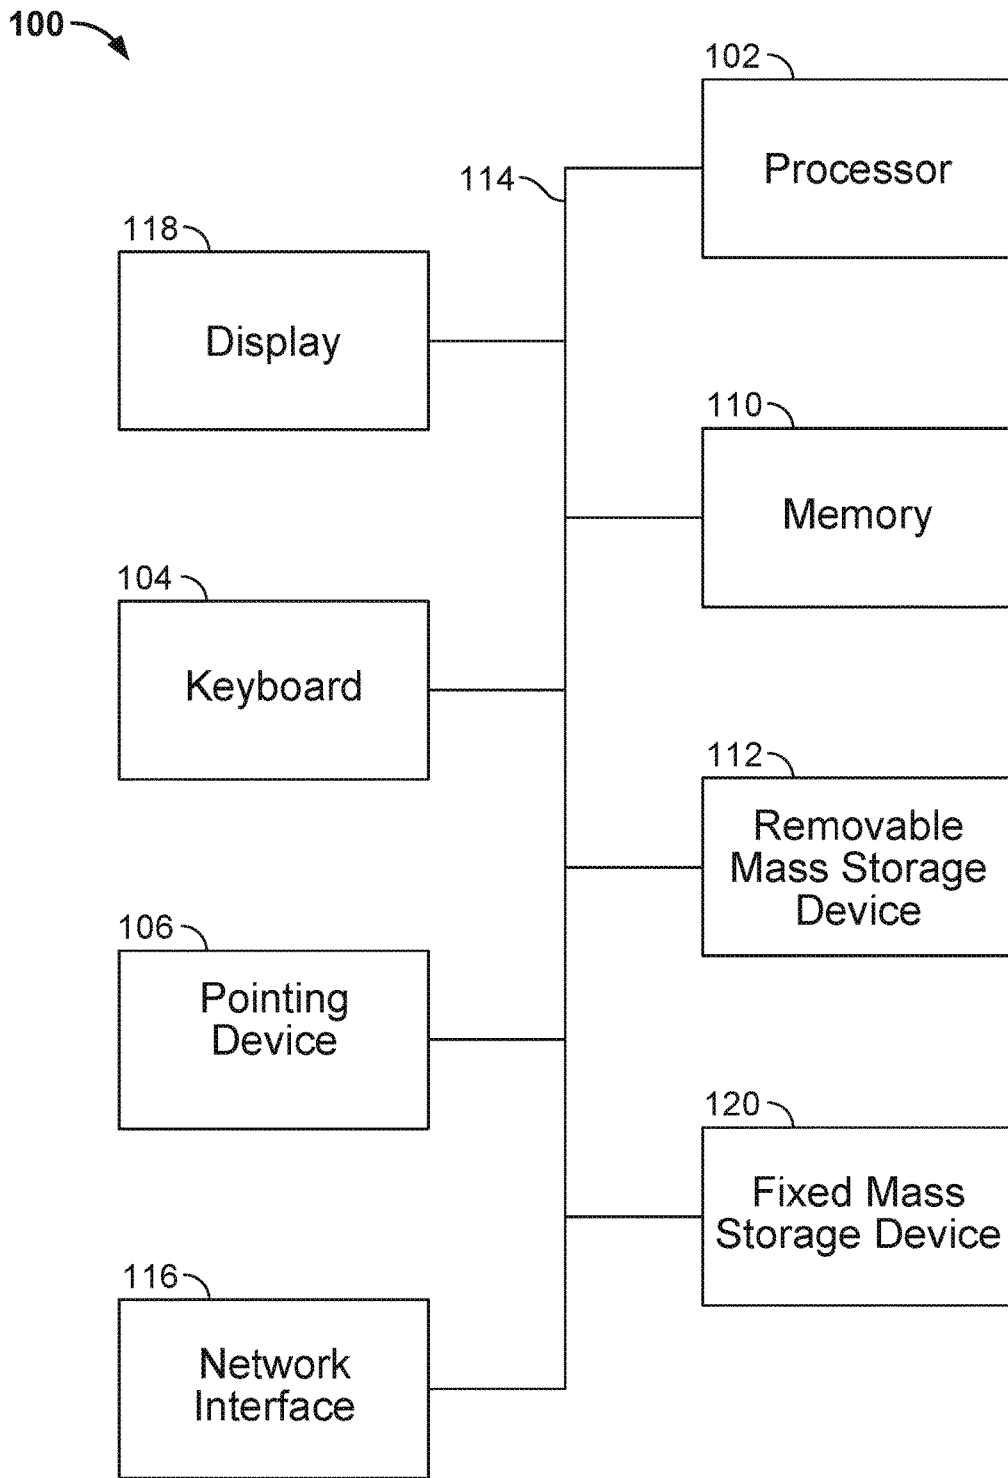 100
102
Processor
114
118
Display
110
Memory
104
Keyboard
112
Removable
Mass Storage
Device
106
Pointing
Device
120
Fixed Mass
Storage Device
116
Network
Interface